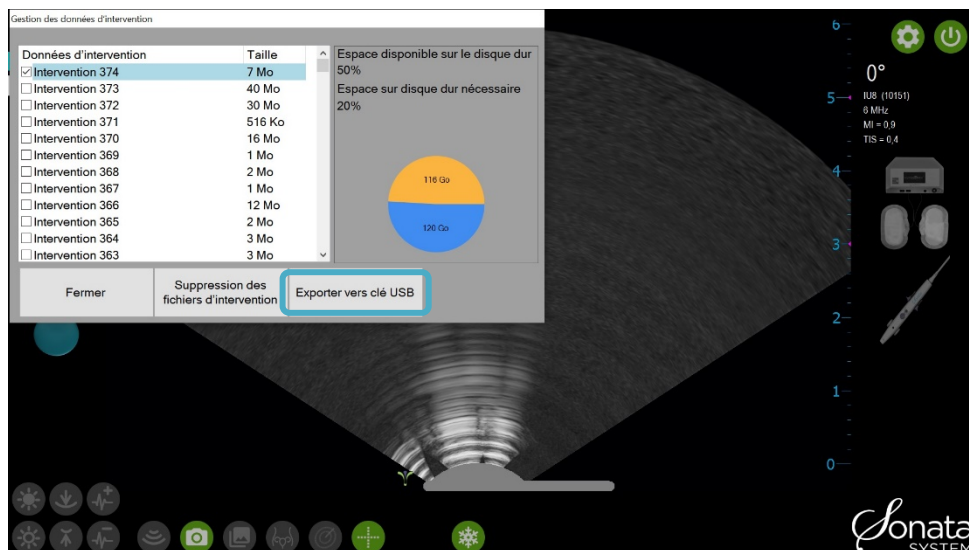 Gestion des données d'intervention
Données d'intervention Taille
Intervention 374 7 Mo
Intervention 373 40 Mo
Intervention 372 30 Mo
Intervention 371 516 Ko
Intervention 370 16 Mo
Intervention 369 1 Mo
Intervention 368 2 Mo
Intervention 367 1 Mo
Intervention 366 12 Mo
Intervention 365 2 Mo
Intervention 364 3 Mo
Intervention 363 3 Mo
Espace disponible sur le disque dur
50%
Espace sur disque dur nécessaire
20%
116 Go
120 Go
Fermer
Suppression des
fichiers d'intervention
Exporter vers clé USB
6
5
4
3
2
1
0
0°
IU8 (10151)
6 MHz
MI = 0,9
TIS = 0,4
Sonata
SYSTEM